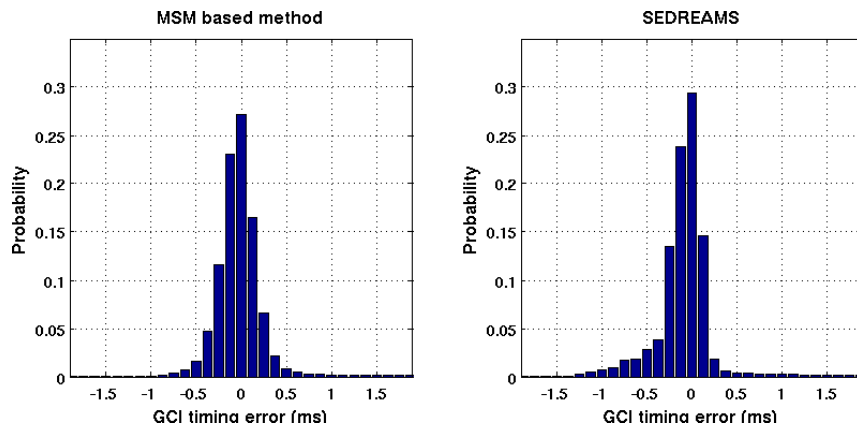 MSM based method
Probability
0.3
0.25
0.2
0.15
0.1
0.05
0
-1.5 -1 -0.5 0 0.5 1 1.5
GCI timing error (ms)
SEDREAMS
Probability
0.3
0.25
0.2
0.15
0.1
0.05
0
-1.5 -1 -0.5 0 0.5 1 1.5
GCI timing error (ms)